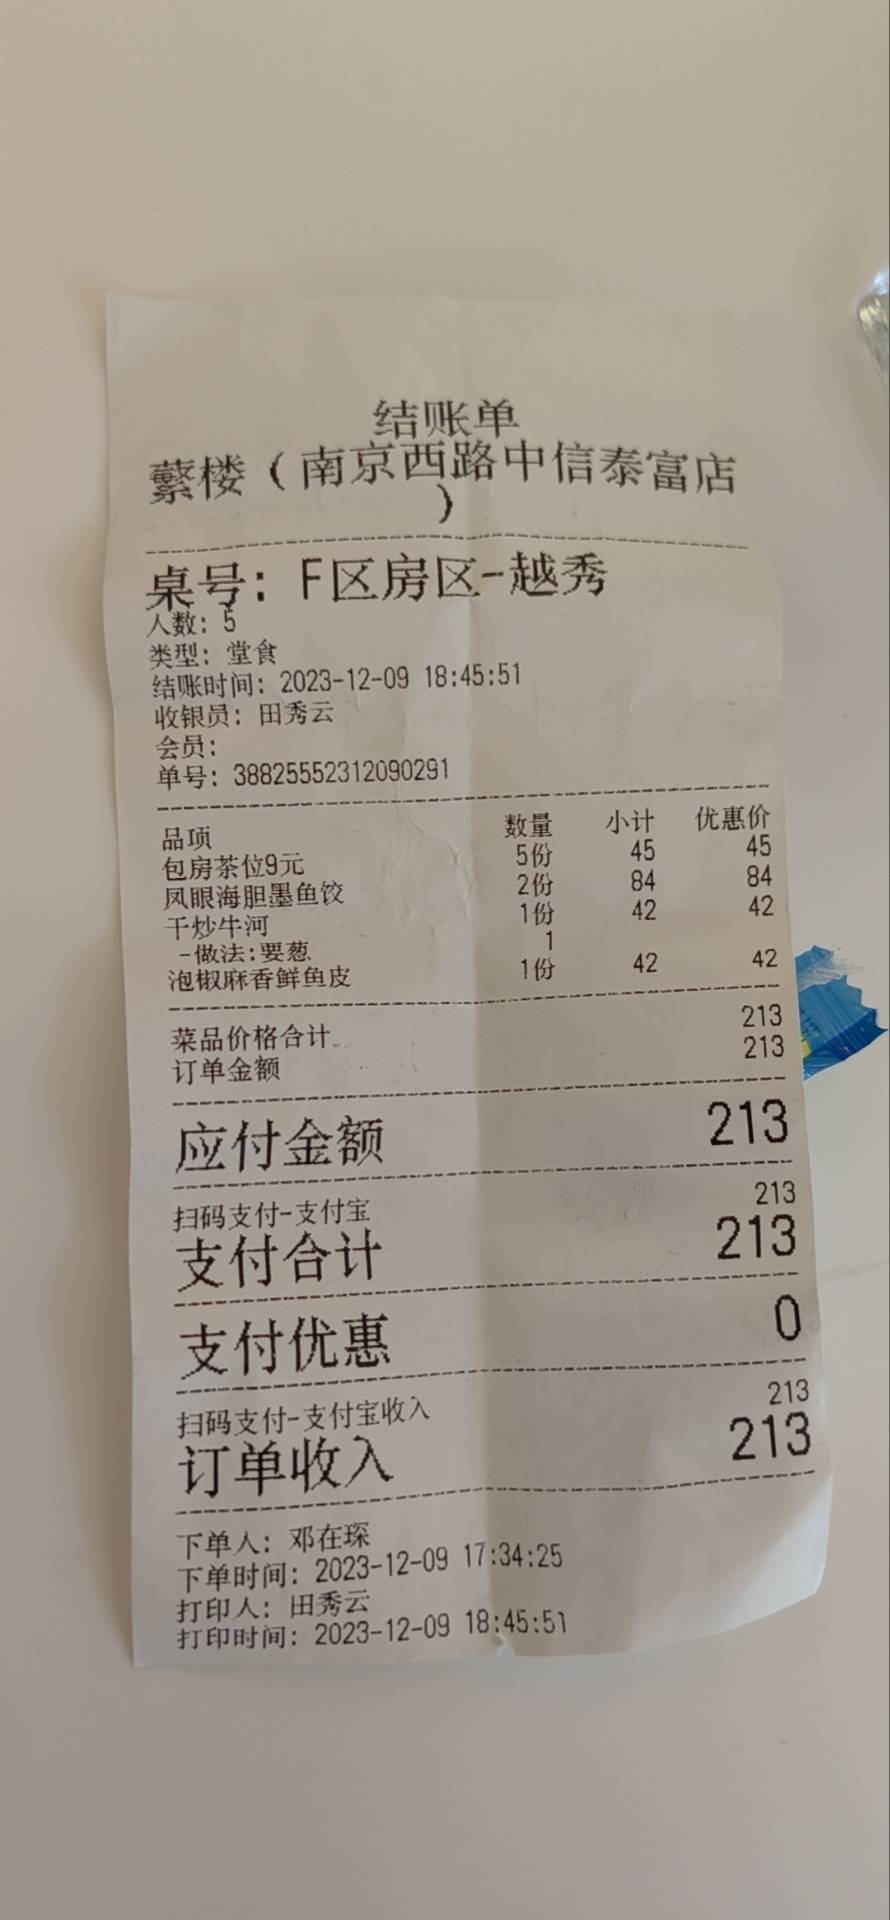 结账单
蘩楼（南京西路中信泰富店
）
桌号：F区房区-越秀
人数：5
类型：堂食
结账时间：2023-12-09 18:45:51
收银员：田秀云
会员：
单号：38825552312090291
品项 数量 小计 优惠价
包房茶位9元 5份 45 45
凤眼海胆墨鱼饺 2份 84 84
干炒牛河 1份 42 42
-做法:要葱 1
泡椒麻香鲜鱼皮 1份 42 42
菜品价格合计 213
订单金额 213
应付金额 213
扫码支付-支付宝 213
支付合计 213
支付优惠 0
扫码支付-支付宝收入 213
订单收入 213
下单人：邓在琛
下单时间：2023-12-09 17:34:25
打印人：田秀云
打印时间：2023-12-09 18:45:51